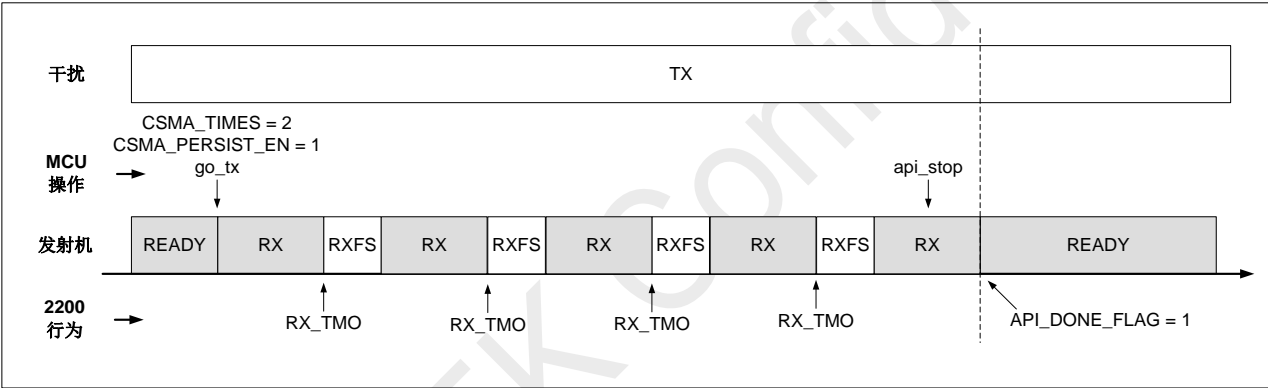 干扰
TX
CSMA_TIMES = 2
CSMA_PERSIST_EN = 1
MCU
操作
go_tx
api_stop
发射机
READY RX RXFS RX RXFS RX RXFS RX RXFS RX READY
2200
行为
RX_TMO RX_TMO RX_TMO RX_TMO
API_DONE_FLAG = 1